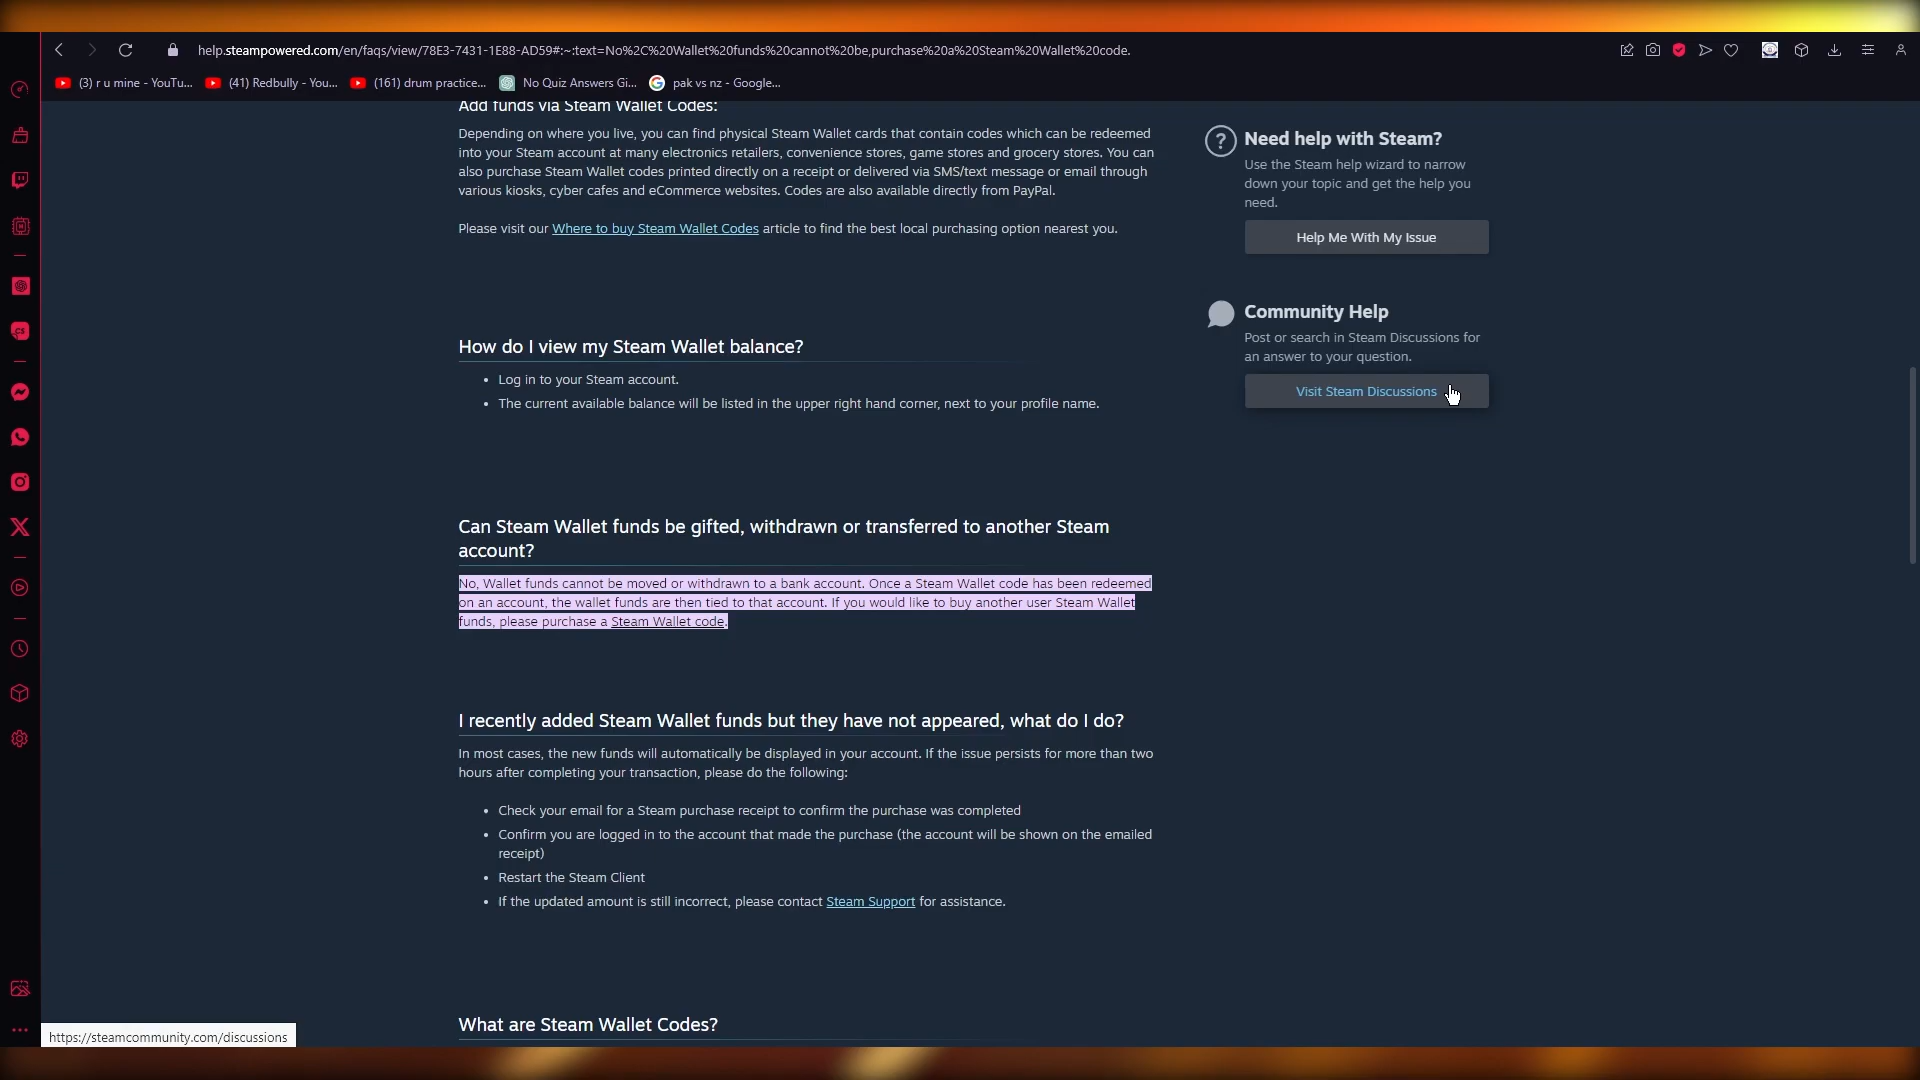 help.steampowered.com/en/faqs/view/78E3-7431-1E88-AD59#:~:text=No%2C%20Wallet%20funds%20cannot%20be,purchase%20a%20Steam%20Wallet%20code.
(3) r u mine - YouTu...
(41) Redbully - You...
(161) drum practice...
No Quiz Answers Gi...
pak vs nz - Google...
Add funds via Steam Wallet Codes:
Depending on where you live, you can find physical Steam Wallet cards that contain codes which can be redeemed
into your Steam account at many electronics retailers, convenience stores, game stores and grocery stores. You can
also purchase Steam Wallet codes printed directly on a receipt or delivered via SMS/text message or email through
various kiosks, cyber cafes and eCommerce websites. Codes are also available directly from PayPal.
Please visit our Where to buy Steam Wallet Codes article to find the best local purchasing option nearest you.
How do I view my Steam Wallet balance?
• Log in to your Steam account.
• The current available balance will be listed in the upper right hand corner, next to your profile name.
Can Steam Wallet funds be gifted, withdrawn or transferred to another Steam
account?
No, Wallet funds cannot be moved or withdrawn to a bank account. Once a Steam Wallet code has been redeemed
on an account, the wallet funds are then tied to that account. If you would like to buy another user Steam Wallet
funds, please purchase a Steam Wallet code.
I recently added Steam Wallet funds but they have not appeared, what do I do?
In most cases, the new funds will automatically be displayed in your account. If the issue persists for more than two
hours after completing your transaction, please do the following:
• Check your email for a Steam purchase receipt to confirm the purchase was completed
• Confirm you are logged in to the account that made the purchase (the account will be shown on the emailed
receipt)
• Restart the Steam Client
• If the updated amount is still incorrect, please contact Steam Support for assistance.
What are Steam Wallet Codes?
Need help with Steam?
Use the Steam help wizard to narrow
down your topic and get the help you
need.
Help Me With My Issue
Community Help
Post or search in Steam Discussions for
an answer to your question.
Visit Steam Discussions
https://steamcommunity.com/discussions